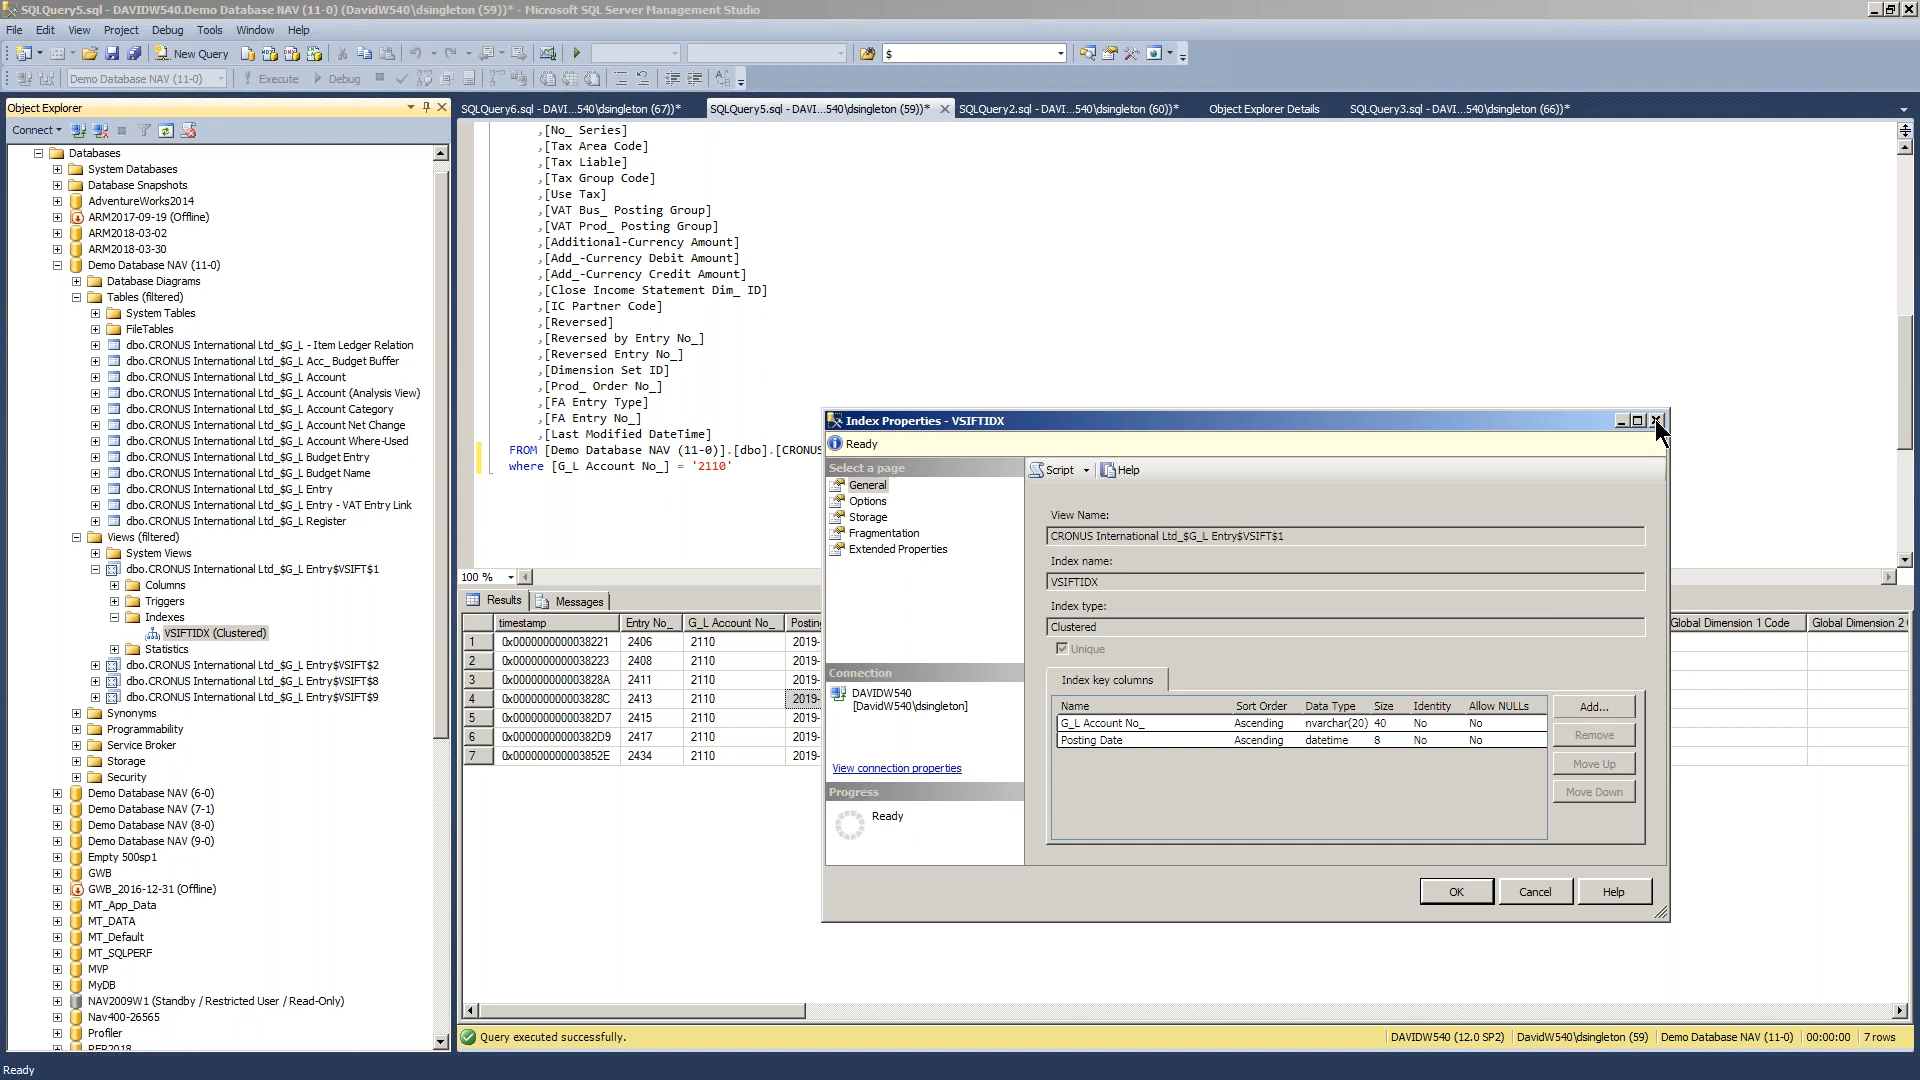 SQLQuery5.sql - DAVIDW540.Demo Database NAV (11-0) (DavidW540\dsingleton (59))* - Microsoft SQL Server Management Studio
File Edit View Project Debug Tools Window Help
New Query $
Demo Database NAV (11-0) Execute Debug
Object Explorer
Connect
Databases
System Databases
Database Snapshots
AdventureWorks2014
ARM2017-09-19 (Offline)
ARM2018-03-02
ARM2018-03-30
Demo Database NAV (11-0)
Database Diagrams
Tables (filtered)
System Tables
FileTables
dbo.CRONUS International Ltd_$G_L - Item Ledger Relation
dbo.CRONUS International Ltd_$G_L Acc_ Budget Buffer
dbo.CRONUS International Ltd_$G_L Account
dbo.CRONUS International Ltd_$G_L Account (Analysis View)
dbo.CRONUS International Ltd_$G_L Account Category
dbo.CRONUS International Ltd_$G_L Account Net Change
dbo.CRONUS International Ltd_$G_L Account Where-Used
dbo.CRONUS International Ltd_$G_L Budget Entry
dbo.CRONUS International Ltd_$G_L Budget Name
dbo.CRONUS International Ltd_$G_L Entry
dbo.CRONUS International Ltd_$G_L Entry - VAT Entry Link
dbo.CRONUS International Ltd_$G_L Register
Views (filtered)
System Views
dbo.CRONUS International Ltd_$G_L Entry$VSIFT$1
Columns
Triggers
Indexes
VSIFTIDX (Clustered)
Statistics
dbo.CRONUS International Ltd_$G_L Entry$VSIFT$2
dbo.CRONUS International Ltd_$G_L Entry$VSIFT$8
dbo.CRONUS International Ltd_$G_L Entry$VSIFT$9
Synonyms
Programmability
Service Broker
Storage
Security
Demo Database NAV (6-0)
Demo Database NAV (7-1)
Demo Database NAV (8-0)
Demo Database NAV (9-0)
Empty 500sp1
GWB
GWB_2016-12-31 (Offline)
MT_App_Data
MT_DATA
MT_Default
MT_SQLPERF
MVP
MyDB
NAV2009W1 (Standby / Restricted User / Read-Only)
Nav400-26565
Profiler
SQLQuery6.sql - DAVI...540\dsingleton (67))* SQLQuery5.sql - DAVI...540\dsingleton (59))* SQLQuery2.sql - DAVI...540\dsingleton (60))* Object Explorer Details SQLQuery3.sql - DAVI...540\dsingleton (66))*
,[No_ Series]
,[Tax Area Code]
,[Tax Liable]
,[Tax Group Code]
,[Use Tax]
,[VAT Bus_ Posting Group]
,[VAT Prod_ Posting Group]
,[Additional-Currency Amount]
,[Add_-Currency Debit Amount]
,[Add_-Currency Credit Amount]
,[Close Income Statement Dim_ ID]
,[IC Partner Code]
,[Reversed]
,[Reversed by Entry No_]
,[Reversed Entry No_]
,[Dimension Set ID]
,[Prod_ Order No_]
,[FA Entry Type]
,[FA Entry No_]
,[Last Modified DateTime]
FROM [Demo Database NAV (11-0)].[dbo].[CRONUS
where [G_L Account No_] = '2110'
100 %
Results Messages
timestamp Entry No_ G_L Account No_ Posting Global Dimension 1 Code Global Dimension 2
1 0x0000000000038221 2406 2110 2019-
2 0x0000000000038223 2408 2110 2019-
3 0x000000000003828A 2411 2110 2019-
4 0x000000000003828C 2413 2110 2019-
5 0x00000000000382D7 2415 2110 2019-
6 0x00000000000382D9 2417 2110 2019-
7 0x000000000003852E 2434 2110 2019-
Index Properties - VSIFTIDX
Ready
Select a page
General
Options
Storage
Fragmentation
Extended Properties
Connection
DAVIDW540
[DavidW540\dsingleton]
View connection properties
Progress
Ready
Script Help
View Name:
CRONUS International Ltd_$G_L Entry$VSIFT$1
Index name:
VSIFTIDX
Index type:
Clustered
Unique
Index key columns
Name Sort Order Data Type Size Identity Allow NULLs
G_L Account No_ Ascending nvarchar(20) 40 No No
Posting Date Ascending datetime 8 No No
Add...
Remove
Move Up
Move Down
OK Cancel Help
Query executed successfully. DAVIDW540 (12.0 SP2) DavidW540\dsingleton (59) Demo Database NAV (11-0) 00:00:00 7 rows
Ready